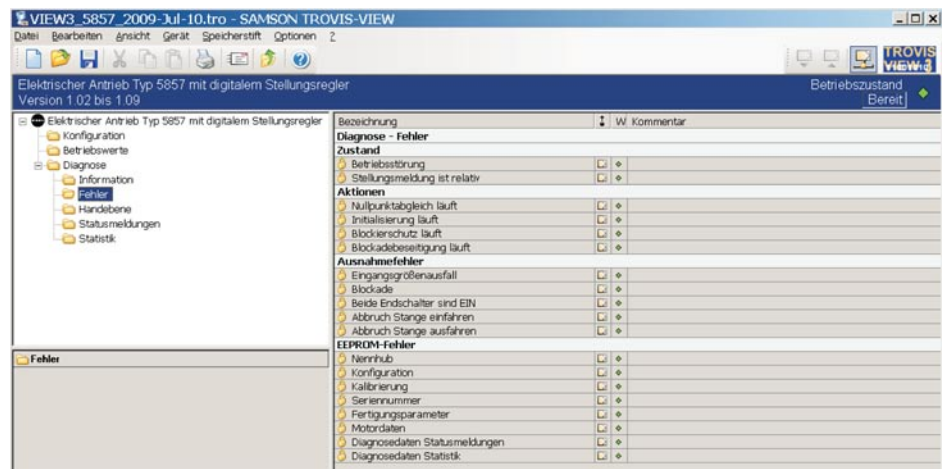 VIEW3_5857_2009-Jul-10.tro - SAMSON TROVIS-VIEW
Datei Bearbeiten Ansicht Gerät Speicherstift Optionen ?
TROVIS
VIEW 3
Elektrischer Antrieb Typ 5857 mit digitalem Stellungsregler
Version 1.02 bis 1.09
Betriebszustand
Bereit
Elektrischer Antrieb Typ 5857 mit digitalem Stellungsregler
Konfiguration
Betriebswerte
Diagnose
Information
Fehler
Handebene
Statusmeldungen
Statistik
Fehler
Bezeichnung W Kommentar
Diagnose - Fehler
Zustand
Betriebsstörung
Stellungsmeldung ist relativ
Aktionen
Nullpunktabgleich läuft
Initialisierung läuft
Blockierschutz läuft
Blockadebeseitigung läuft
Ausnahmefehler
Eingangsgrößenausfall
Blockade
Beide Endschalter sind EIN
Abbruch Stange einfahren
Abbruch Stange ausfahren
EEPROM-Fehler
Nennhub
Konfiguration
Kalibrierung
Seriennummer
Fertigungsparameter
Motordaten
Diagnosedaten Statusmeldungen
Diagnosedaten Statistik